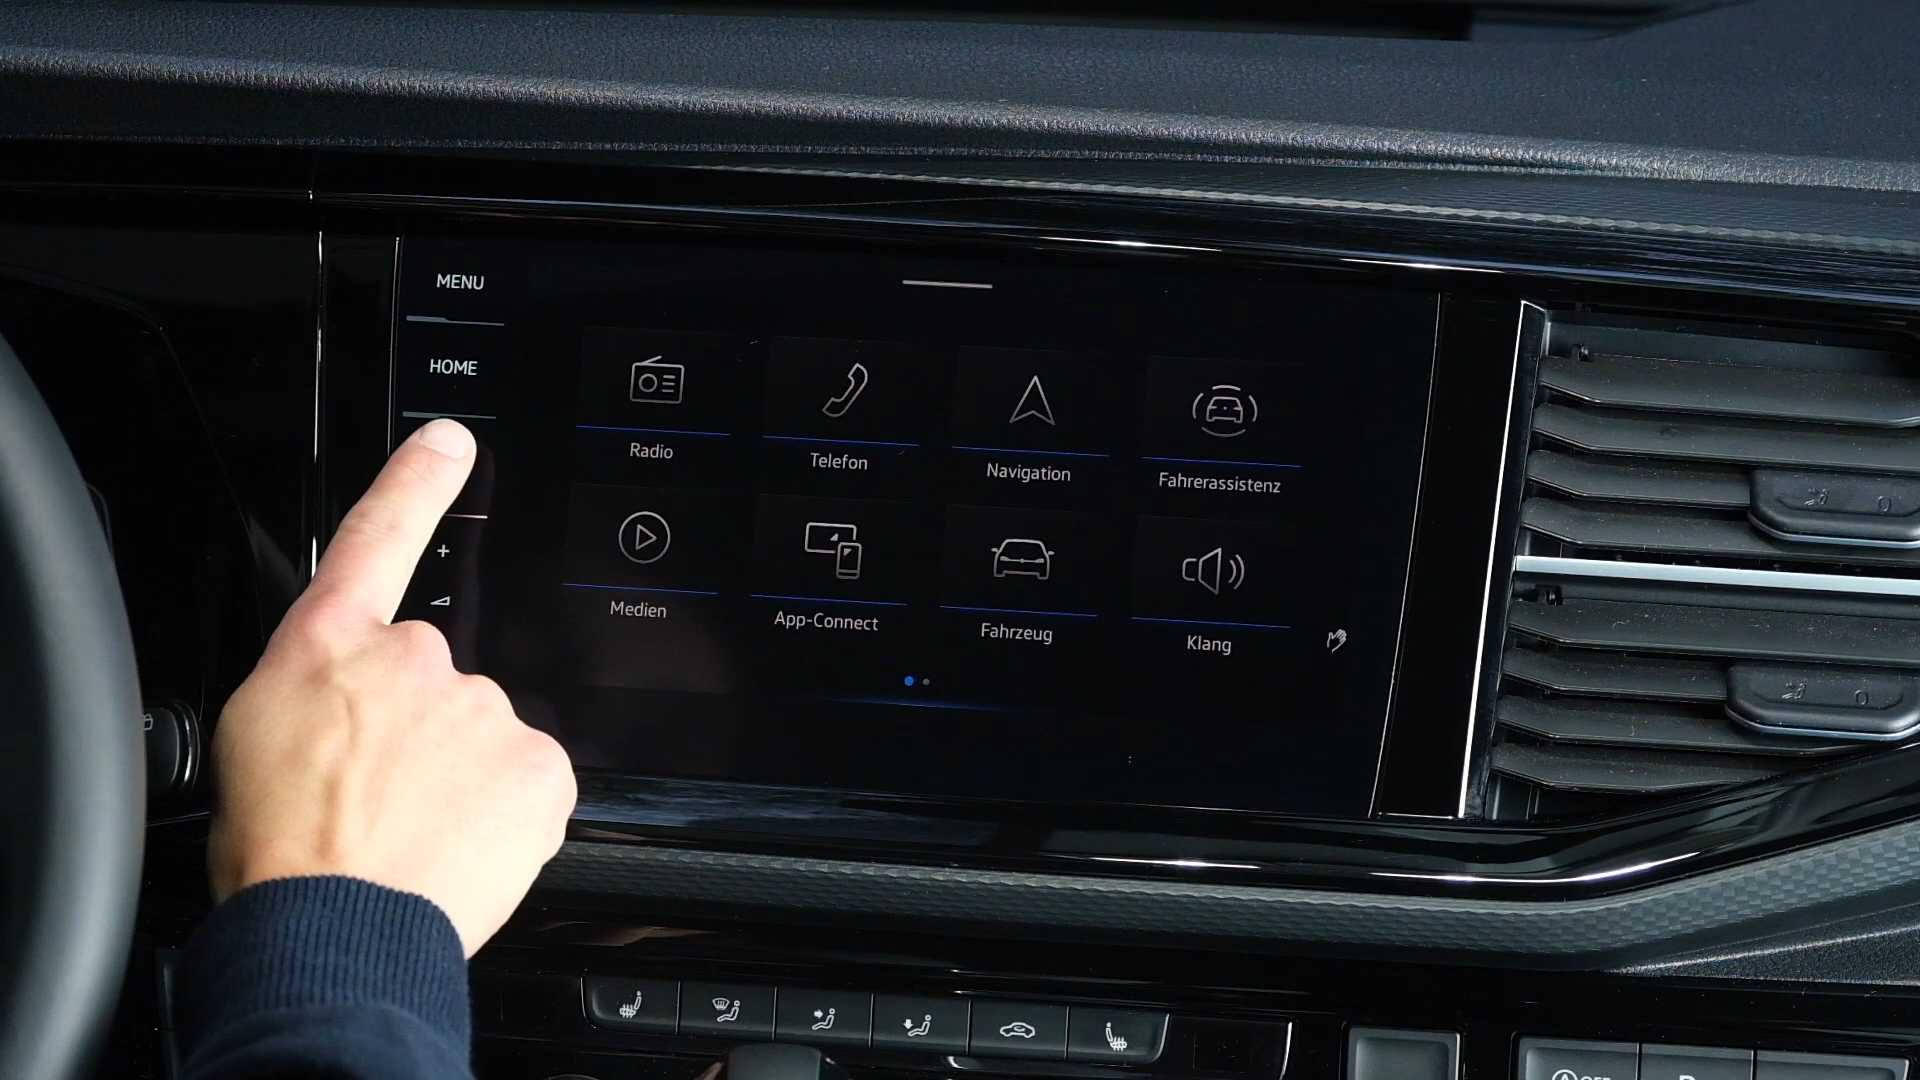 MENU
HOME
Radio
Telefon
Navigation
Fahrerassistenz
Medien
App-Connect
Fahrzeug
Klang
+